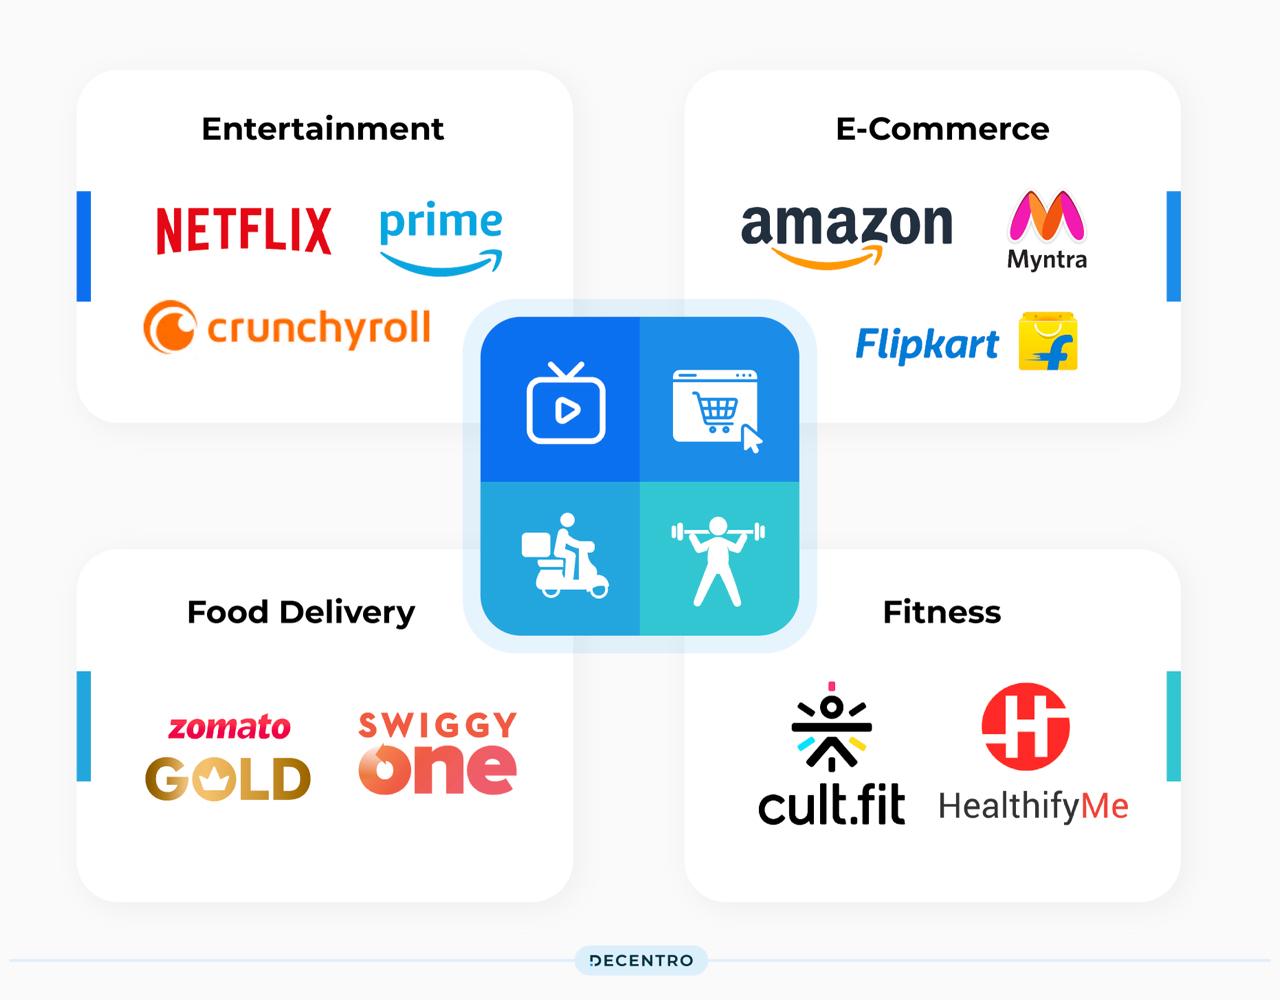 Entertainment
NETFLIX
prime
crunchyroll
E-Commerce
amazon
Myntra
Flipkart
f
Food Delivery
zomato
GOLD
SWIGGY
one
Fitness
cult.fit
H
HealthifyMe
DECENTRO